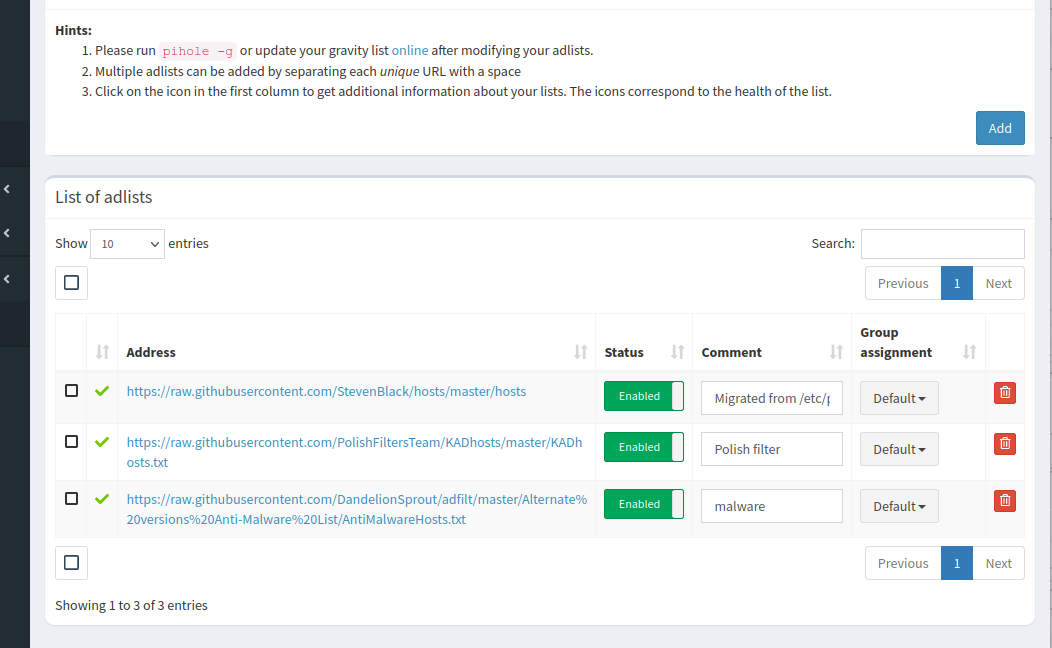 Hints:
1. Please run pihole -g or update your gravity list online after modifying your adlists.
2. Multiple adlists can be added by separating each unique URL with a space
3. Click on the icon in the first column to get additional information about your lists. The icons correspond to the health of the list.
Add
List of adlists
Show 10 entries Search:
Previous 1 Next
Address Status Comment Group assignment
https://raw.githubusercontent.com/StevenBlack/hosts/master/hosts Enabled Migrated from /etc/p Default
https://raw.githubusercontent.com/PolishFiltersTeam/KADhosts/master/KADh Enabled Polish filter Default
osts.txt
https://raw.githubusercontent.com/DandelionSprout/adfilt/master/Alternate% Enabled malware Default
20versions%20Anti-Malware%20List/AntiMalwareHosts.txt
Previous 1 Next
Showing 1 to 3 of 3 entries